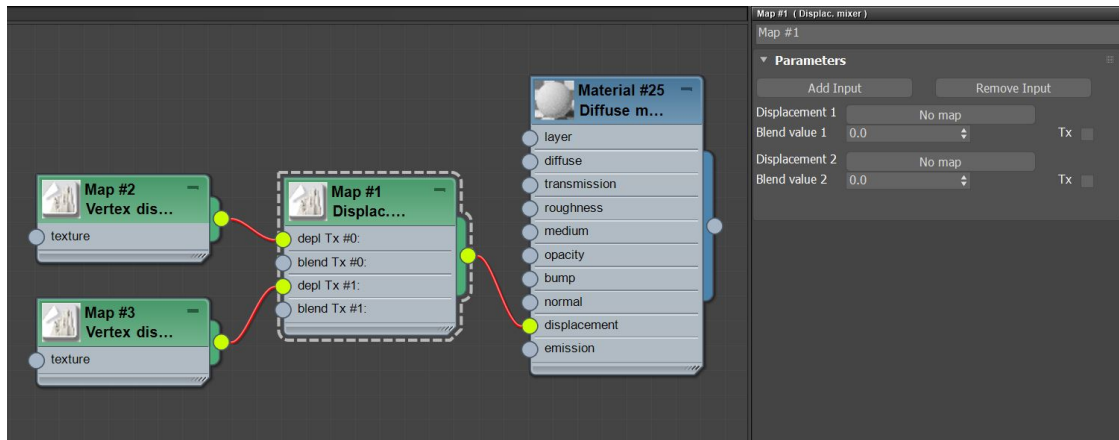 Map #1 ( Displac. mixer )
Map #1
Parameters
Add Input Remove Input
Displacement 1 No map
Blend value 1 0.0 Tx
Displacement 2 No map
Blend value 2 0.0 Tx
Map #2
Vertex dis...
texture
Map #3
Vertex dis...
texture
Map #1
Displac....
depl Tx #0:
blend Tx #0:
depl Tx #1:
blend Tx #1:
Material #25
Diffuse m...
layer
diffuse
transmission
roughness
medium
opacity
bump
normal
displacement
emission